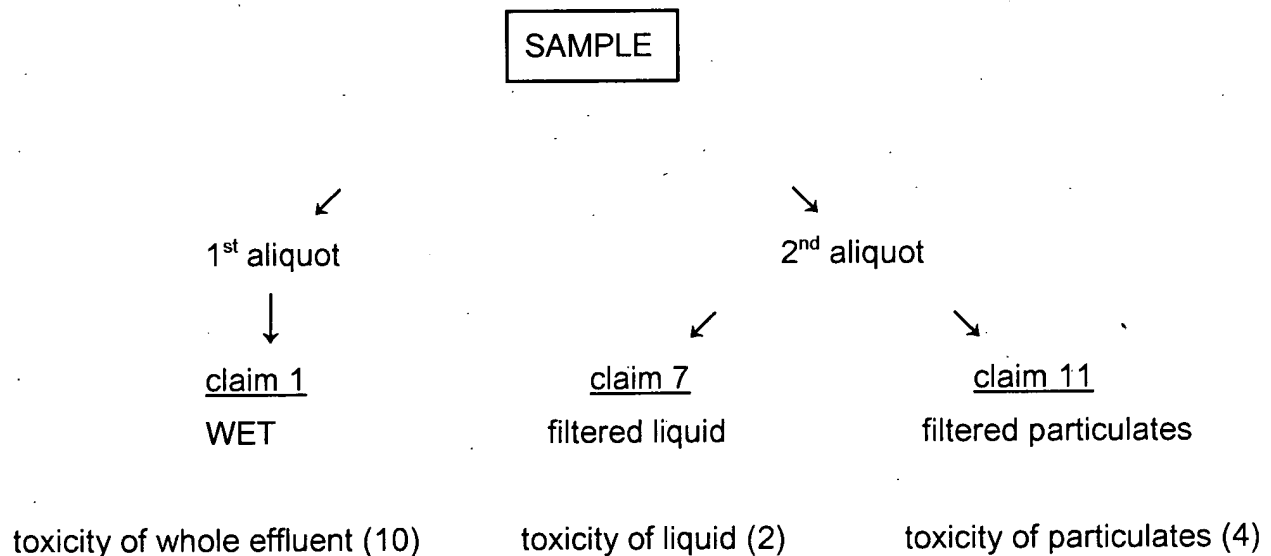 SAMPLE
1st aliquot 2nd aliquot
claim 1 claim 7 claim 11
WET filtered liquid filtered particulates
toxicity of whole effluent (10) toxicity of liquid (2) toxicity of particulates (4)